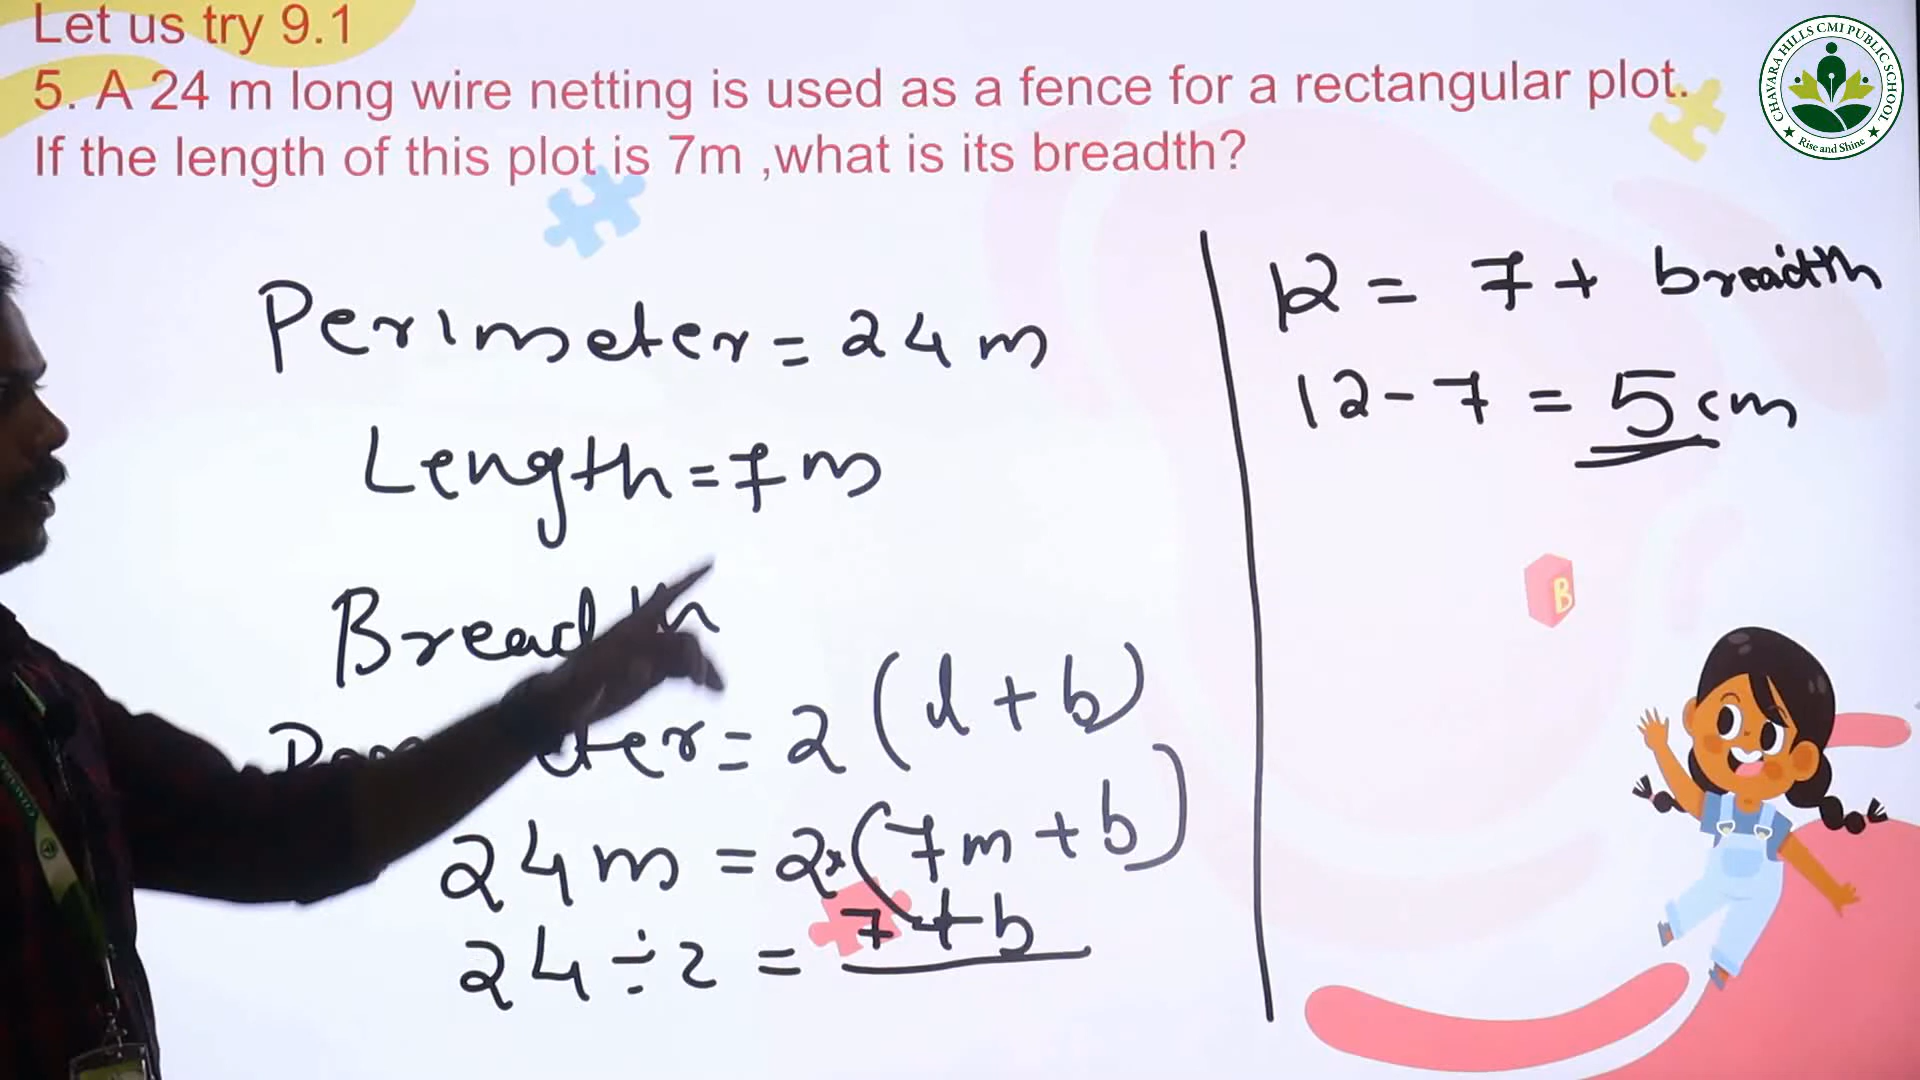 Let us try 9.1
5. A 24 m long wire netting is used as a fence for a rectangular plot.
If the length of this plot is 7m ,what is its breadth?
CHAVARA HILLS CMI PUBLIC SCHOOL
Rise and Shine
Perimeter = 24 m
Length = 7 m
Breadth
= 2 (l + b)
24 m = 2 × (7 m + b)
24 ÷ 2 = 7 + b
12 = 7 + breadth
12 - 7 = 5 cm
B